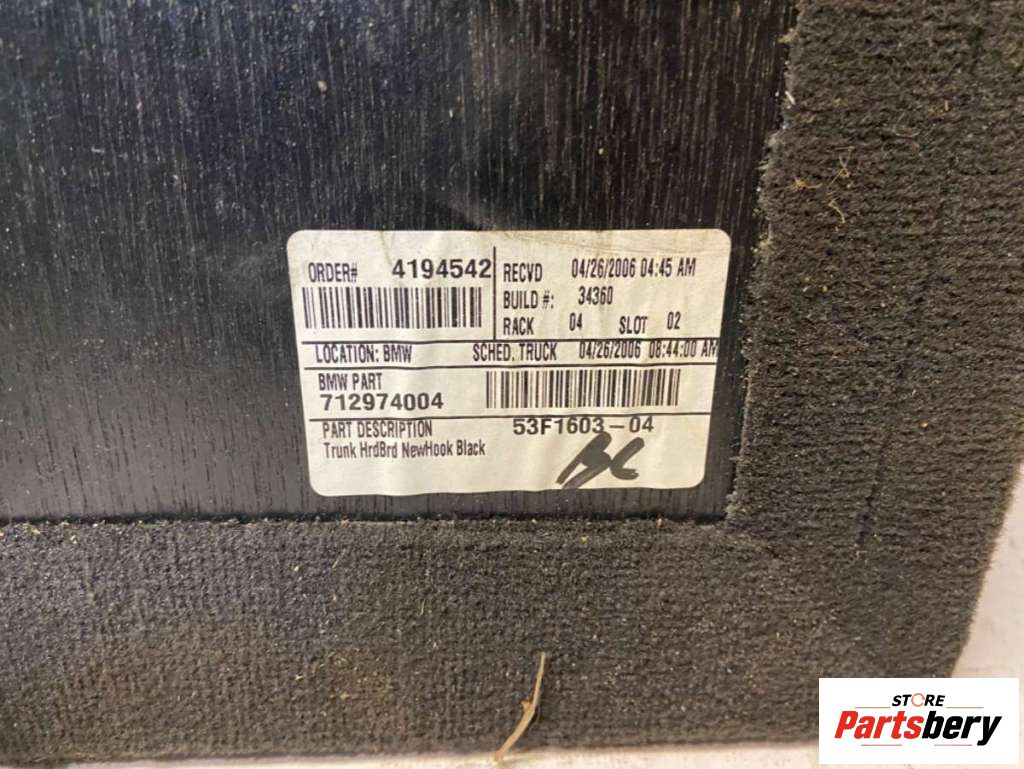 ORDER# 4194542
RECVD 04/26/2006 04:45 AM
BUILD #: 34360
RACK 04 SLOT 02
LOCATION: BMW SCHED. TRUCK 04/26/2006 08:44:00 AM
BMW PART
712974004
PART DESCRIPTION 53F1603-04
Trunk HrdBrd NewHook Black
STORE
Partsbery